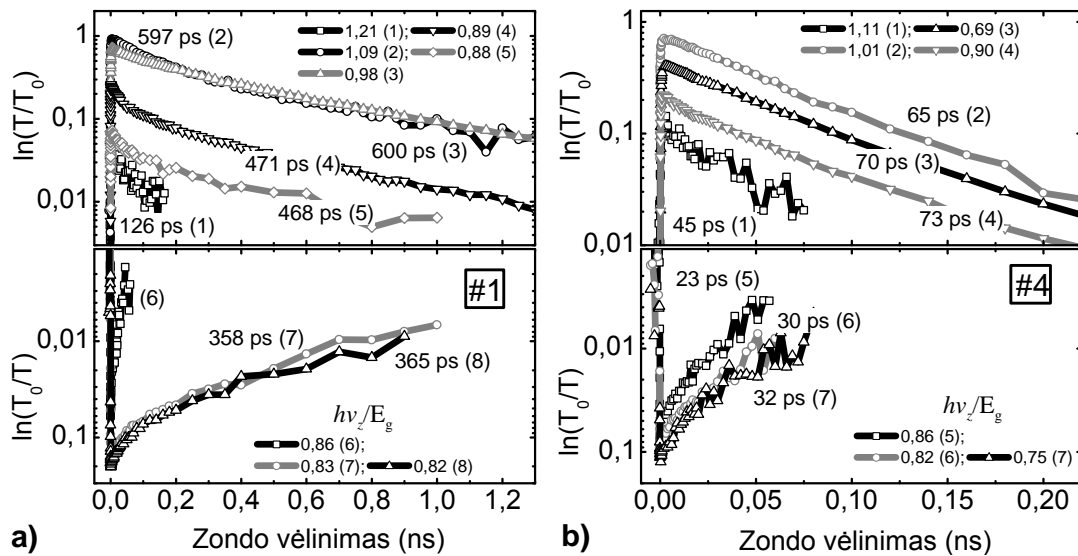 597 ps (2)
1,21 (1); 0,89 (4)
1,09 (2); 0,88 (5)
0,98 (3)
ln(T/T₀)
1
0.1
0.01
600 ps (3)
471 ps (4)
468 ps (5)
126 ps (1)
(6)
#1
358 ps (7)
365 ps (8)
ln(T₀/T)
0,01
0,1
hνz/Eg
0,86 (6);
0,83 (7); 0,82 (8)
0,0 0,2 0,4 0,6 0,8 1,0 1,2
a) Zondo vėlinimas (ns)
1,11 (1); 0,69 (3)
1,01 (2); 0,90 (4)
ln(T/T₀)
1
0,1
0,01
65 ps (2)
70 ps (3)
73 ps (4)
45 ps (1)
23 ps (5)
#4
30 ps (6)
32 ps (7)
ln(T₀/T)
0,01
0,1
hνz/Eg
0,86 (5);
0,82 (6); 0,75 (7)
0,00 0,05 0,10 0,15 0,20
b) Zondo vėlinimas (ns)